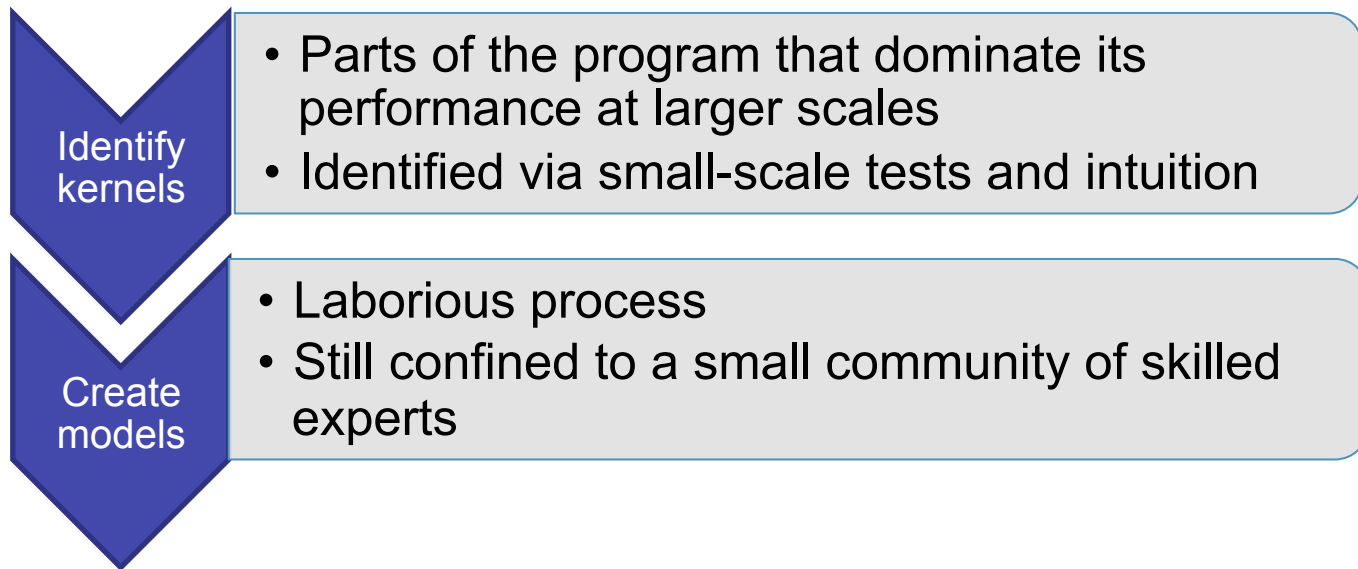 Identify
kernels
• Parts of the program that dominate its
performance at larger scales
• Identified via small-scale tests and intuition
Create
models
• Laborious process
• Still confined to a small community of skilled
experts